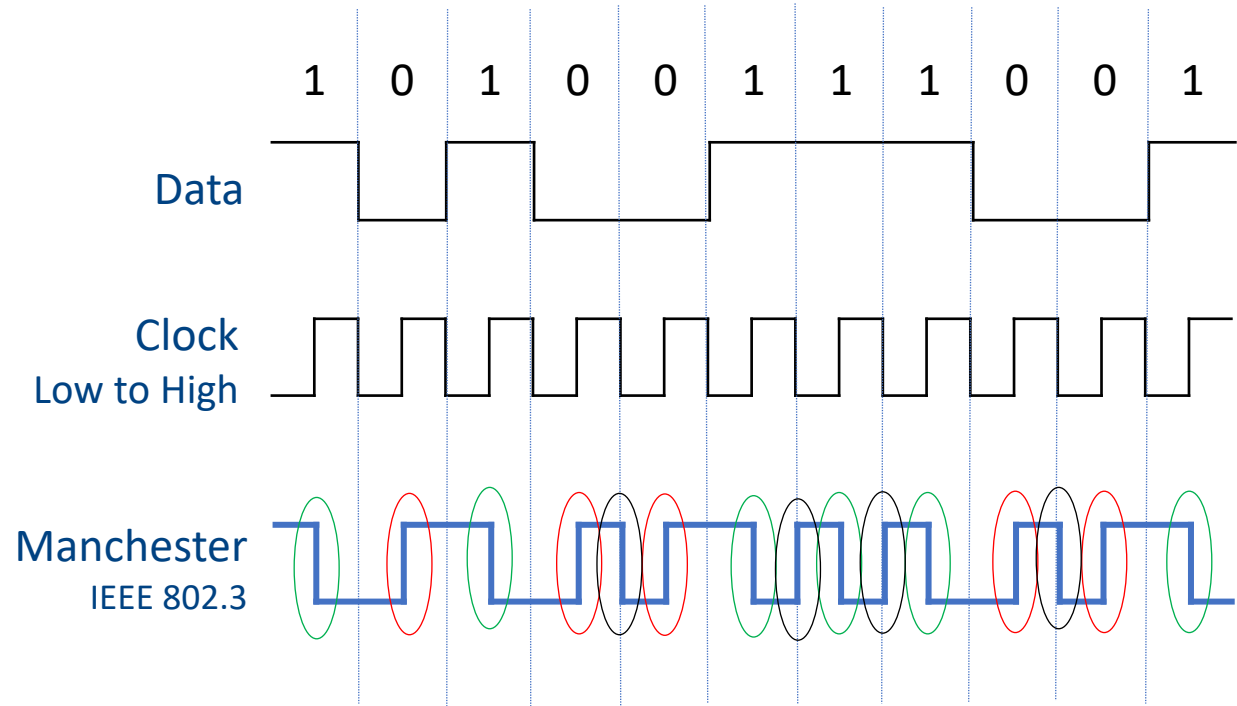 1 0 1 0 0 1 1 1 0 0 1
Data
Clock
Low to High
Manchester
IEEE 802.3